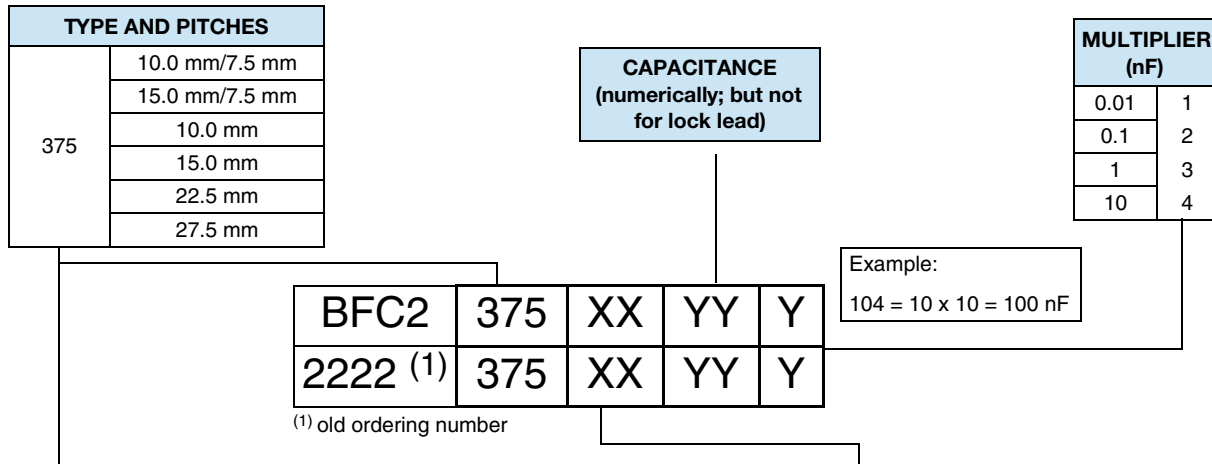 TYPE AND PITCHES
375
10.0 mm/7.5 mm
15.0 mm/7.5 mm
10.0 mm
15.0 mm
22.5 mm
27.5 mm
CAPACITANCE
(numerically; but not
for lock lead)
MULTIPLIER
(nF)
0.01 1
0.1 2
1 3
10 4
Example:
104 = 10 x 10 = 100 nF
BFC2 375 XX YY Y
2222 (1) 375 XX YY Y
(1) old ordering number